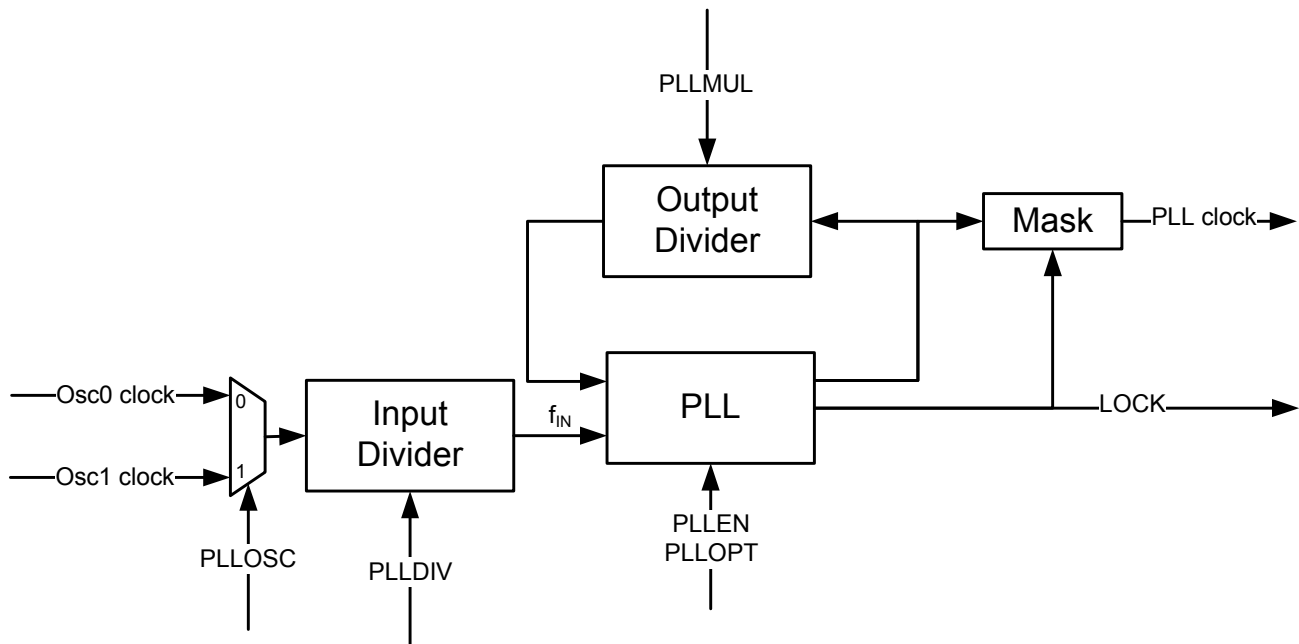 PLLMUL
Output
Divider
Mask
PLL clock
Osc0 clock
0
Input
Divider
f_IN
PLL
LOCK
Osc1 clock
1
PLLOSC
PLLDIV
PLLEN
PLLOPT